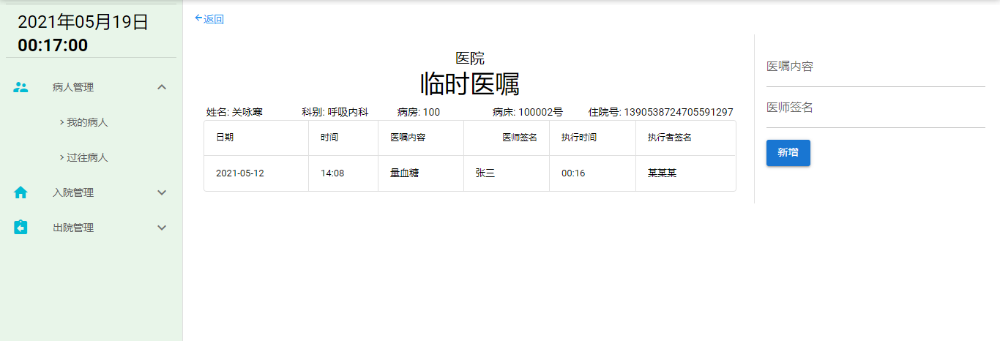 2021年05月19日
00:17:00
病人管理
> 我的病人
> 过往病人
入院管理
出院管理
返回
医院
临时医嘱
姓名: 关咏寒 科别: 呼吸内科 病房: 100 病床: 100002号 住院号: 1390538724705591297
日期 时间 医嘱内容 医师签名 执行时间 执行者签名
2021-05-12 14:08 量血糖 张三 00:16 某某某
医嘱内容
医师签名
新增